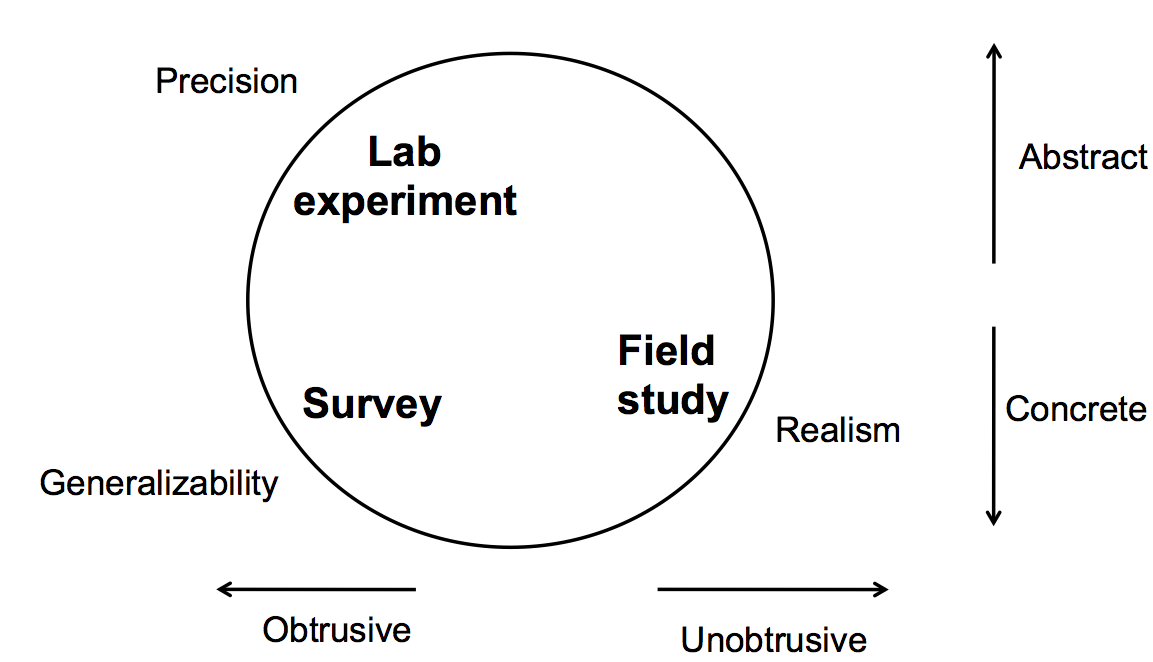 Precision
Lab
experiment
Abstract
Field
study
Survey
Concrete
Realism
Generalizability
Obtrusive
Unobtrusive